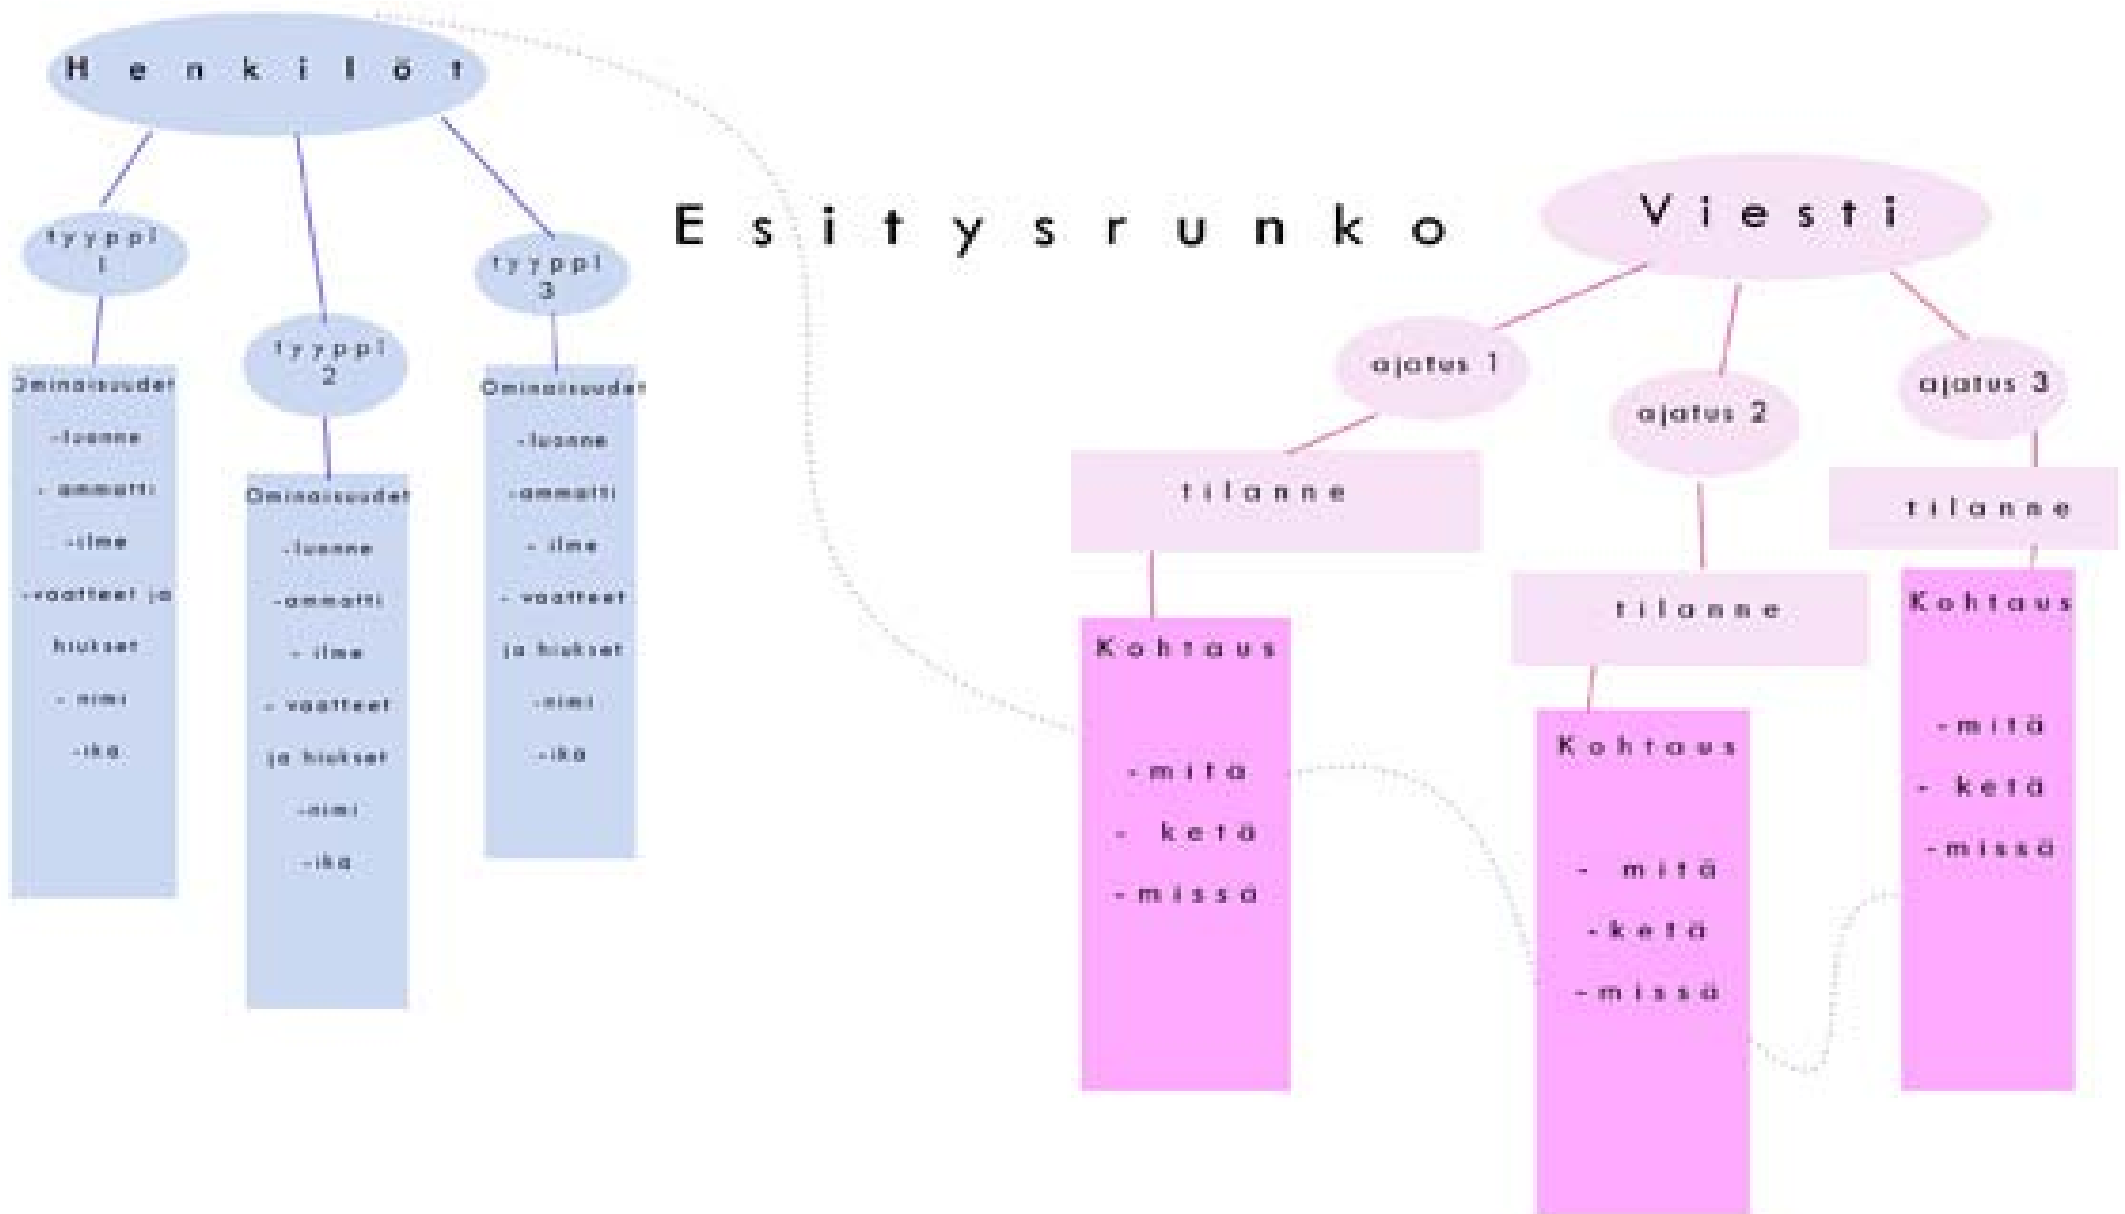 Henkilöt
tyyppi
1
Ominaisuudet
-luonne
- ammatti
-ilme
-vaatteet ja
hiukset
- nimi
-ikä
tyyppi
2
Ominaisuudet
-luonne
-ammatti
- ilme
- vaatteet
ja hiukset
-nimi
-ikä
tyyppi
3
Ominaisuudet
-luonne
-ammatti
- ilme
- vaatteet
ja hiukset
-nimi
-ikä
Esitysrunko
Viesti
ajatus 1
tilanne
Kohtaus
-mitä
- ketä
-missä
ajatus 2
tilanne
Kohtaus
- mitä
-ketä
-missä
ajatus 3
tilanne
Kohtaus
-mitä
- ketä
-missä